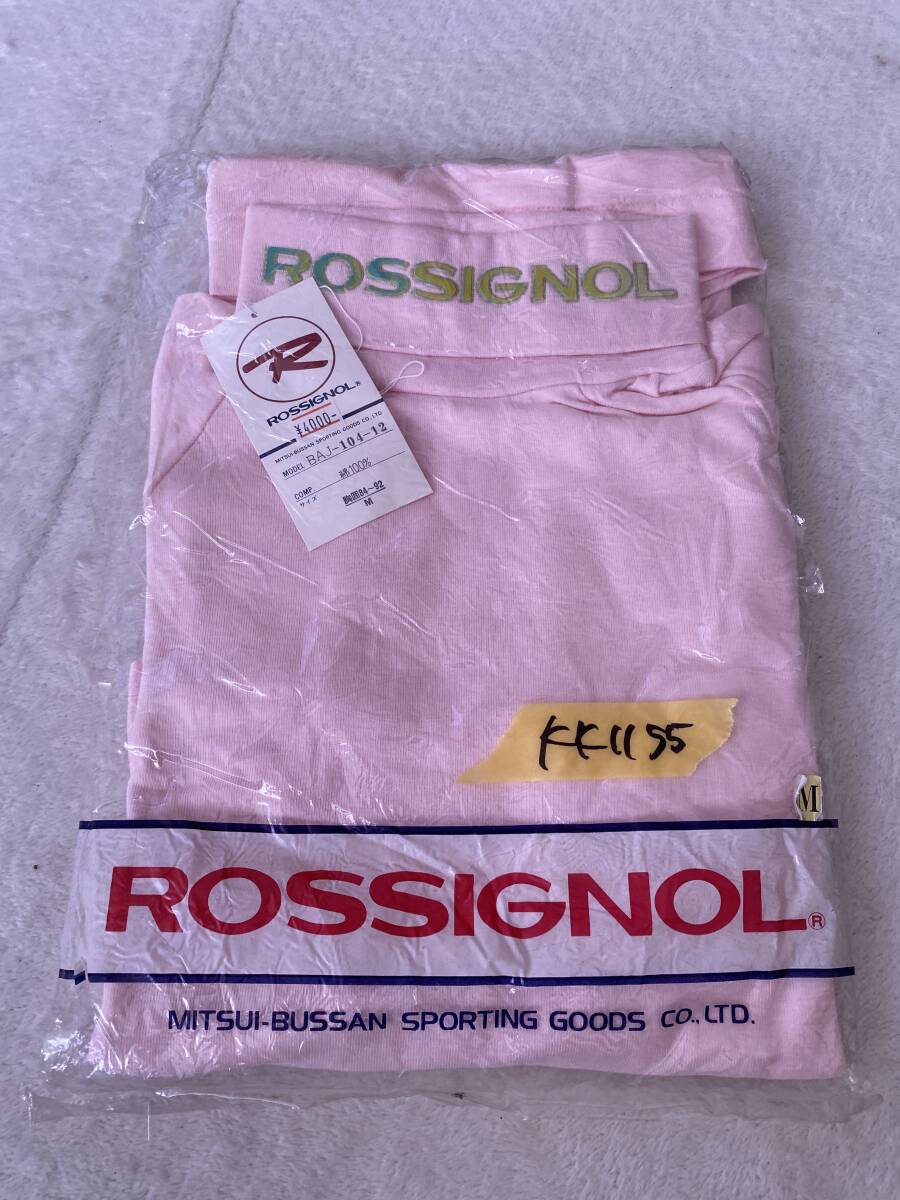 ROSSIGNOL
R
ROSSIGNOL®
¥4000-
MITSUI-BUSSAN SPORTING GOODS CO.,LTD.
MODEL BAJ-104-12
COMP. 綿100%
サイズ 胸囲84~92
M
KK1155
M
ROSSIGNOL®
MITSUI-BUSSAN SPORTING GOODS CO., LTD.